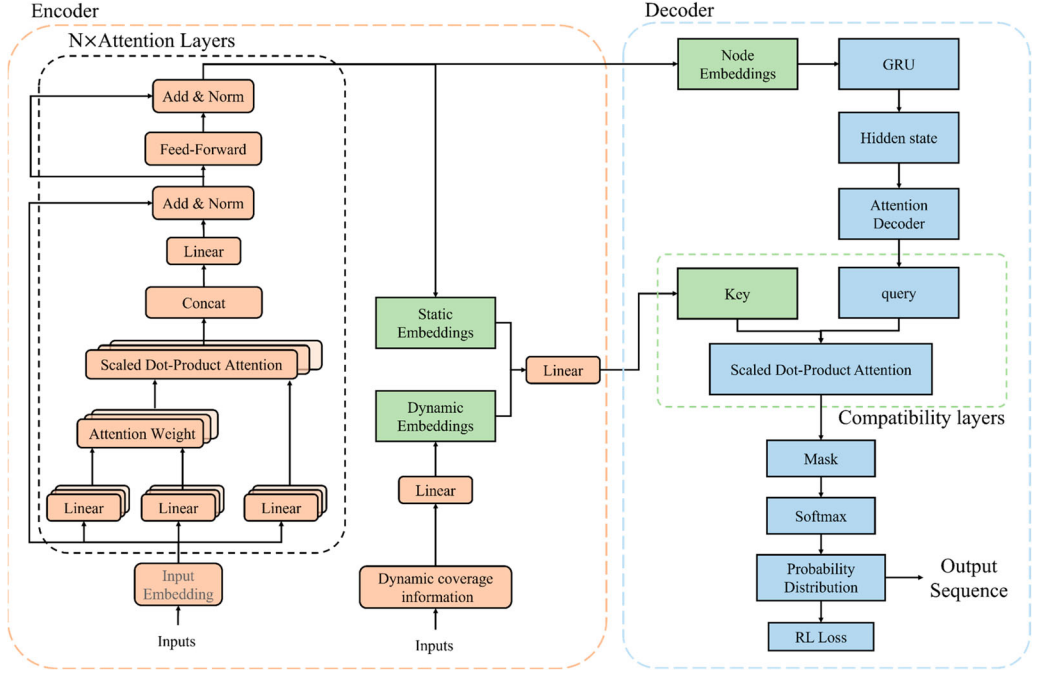 Encoder
N×Attention Layers
Add & Norm
Feed-Forward
Add & Norm
Linear
Concat
Scaled Dot-Product Attention
Attention Weight
Linear
Linear
Linear
Input
Embedding
Inputs
Static
Embeddings
Dynamic
Embeddings
Linear
Linear
Dynamic coverage
information
Inputs
Decoder
Node
Embeddings
GRU
Hidden state
Attention
Decoder
Key
query
Scaled Dot-Product Attention
Compatibility layers
Mask
Softmax
Probability
Distribution
Output
Sequence
RL Loss